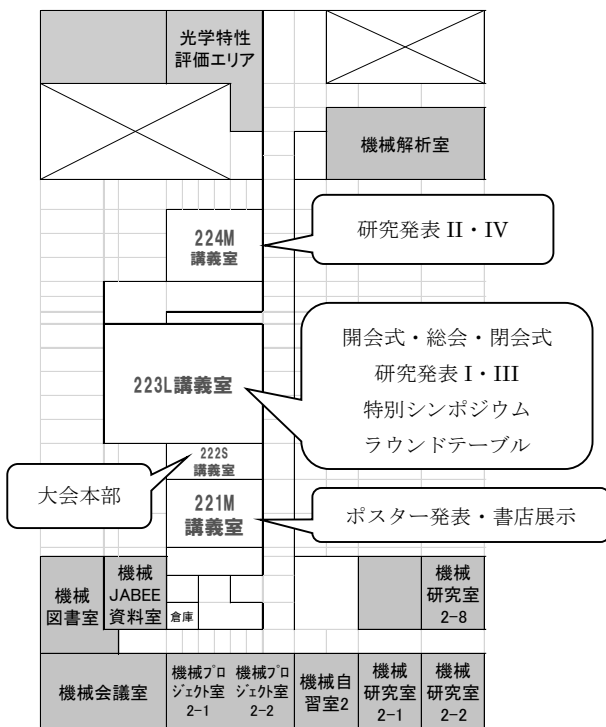 光学特性
評価エリア
機械解析室
224M
講義室
研究発表 II・IV
開会式・総会・閉会式
研究発表 I・III
特別シンポジウム
ラウンドテーブル
223L講義室
222S
講義室
大会本部
221M
講義室
ポスター発表・書店展示
機械
図書室
機械
JABEE
資料室
倉庫
機械
研究室
2-8
機械会議室
機械プロ
ジェクト室
2-1
機械プロ
ジェクト室
2-2
機械自
習室2
機械
研究室
2-1
機械
研究室
2-2